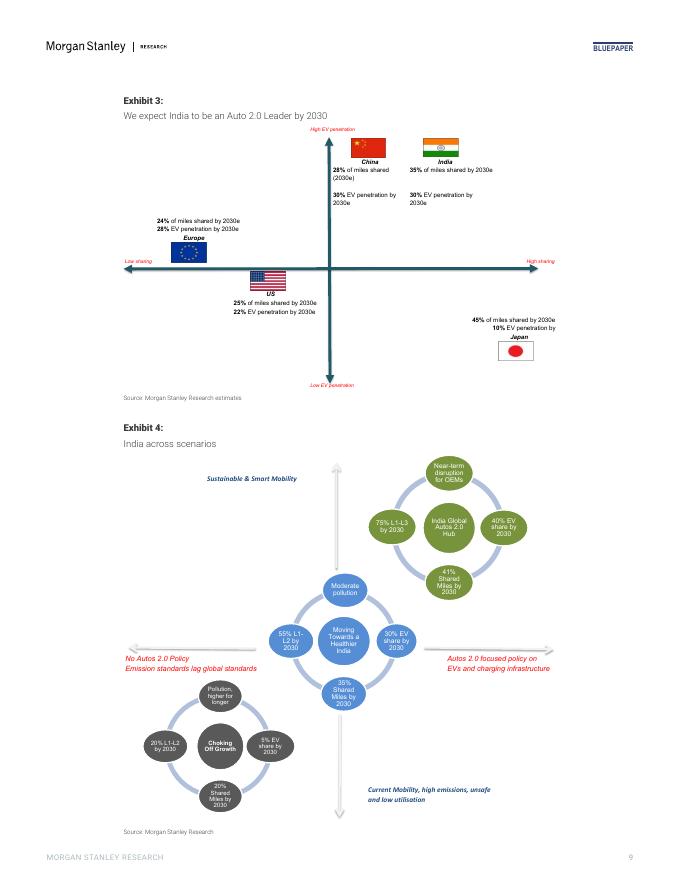 Morgan Stanley | RESEARCH
BLUEPAPER
Exhibit 3:
We expect India to be an Auto 2.0 Leader by 2030
High EV penetration
China
28% of miles shared
(2030e)
30% EV penetration by
2030e
India
35% of miles shared by 2030e
30% EV penetration by
2030e
24% of miles shared by 2030e
28% EV penetration by 2030e
Europe
Low sharing
High sharing
US
25% of miles shared by 2030e
22% EV penetration by 2030e
45% of miles shared by 2030e
10% EV penetration by
Japan
Low EV penetration
Source: Morgan Stanley Research estimates
Exhibit 4:
India across scenarios
Sustainable & Smart Mobility
Near-term
disruption
for OEMs
75% L1-L3
by 2030
India Global
Autos 2.0
Hub
40% EV
share by
2030
41%
Shared
Miles by
2030
Moderate
pollution
55% L1-
L2 by
2030
Moving
Towards a
Healthier
India
30% EV
share by
2030
35%
Shared
Miles by
2030
No Autos 2.0 Policy
Emission standards lag global standards
Autos 2.0 focused policy on
EVs and charging infrastructure
Pollution,
higher for
longer
20% L1-L2
by 2030
Choking
Off Growth
5% EV
share by
2030
20%
Shared
Miles by
2030
Current Mobility, high emissions, unsafe
and low utilisation
Source: Morgan Stanley Research
MORGAN STANLEY RESEARCH
9